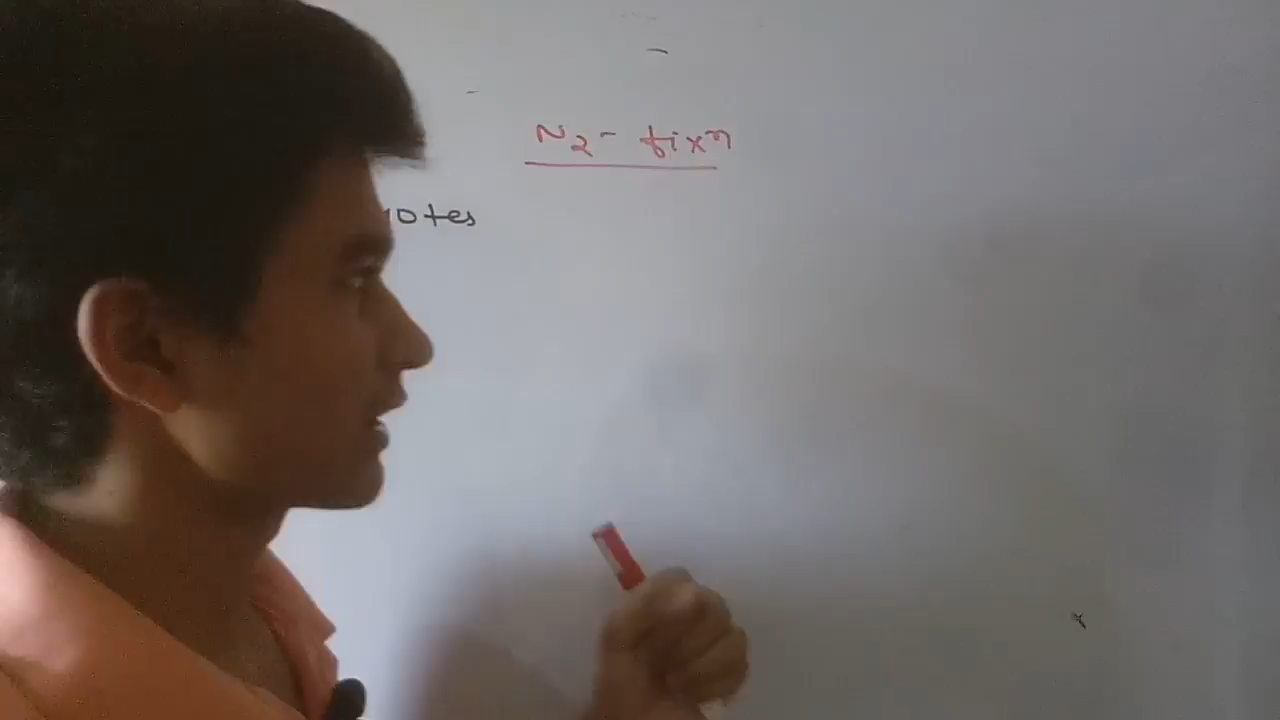 N₂- fixn
otes